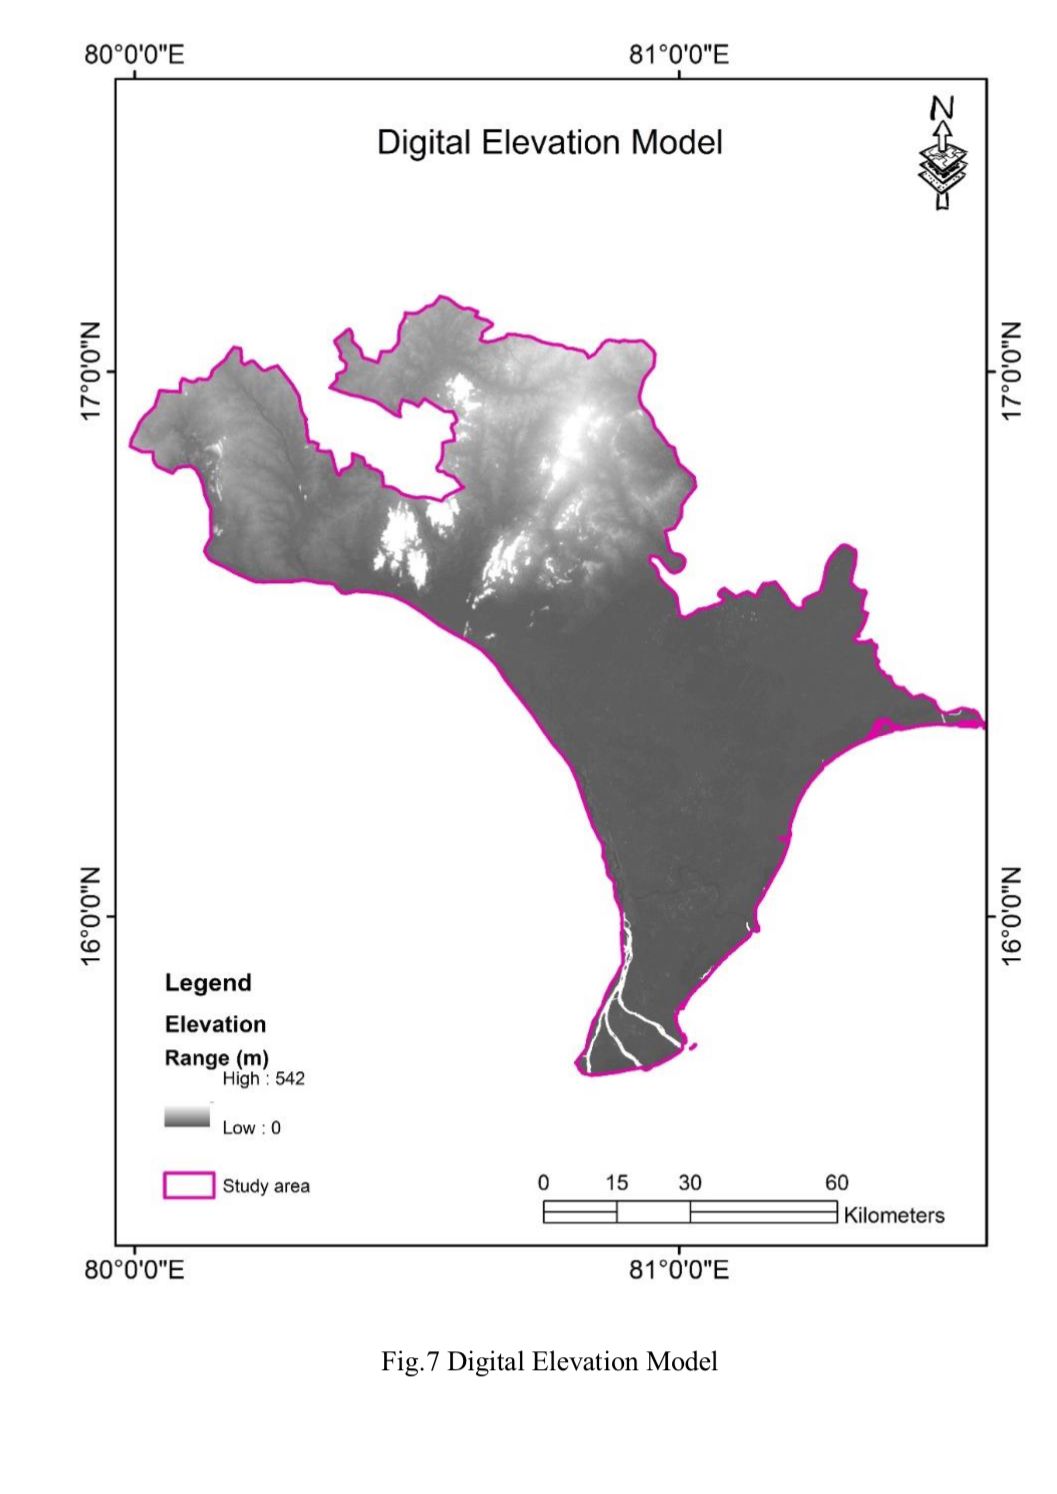 80°0'0"E 81°0'0"E
N
Digital Elevation Model
17°0'0"N 17°0'0"N
16°0'0"N 16°0'0"N
Legend
Elevation
Range (m)
High : 542
Low : 0
Study area
0 15 30 60
Kilometers
80°0'0"E 81°0'0"E
Fig.7 Digital Elevation Model